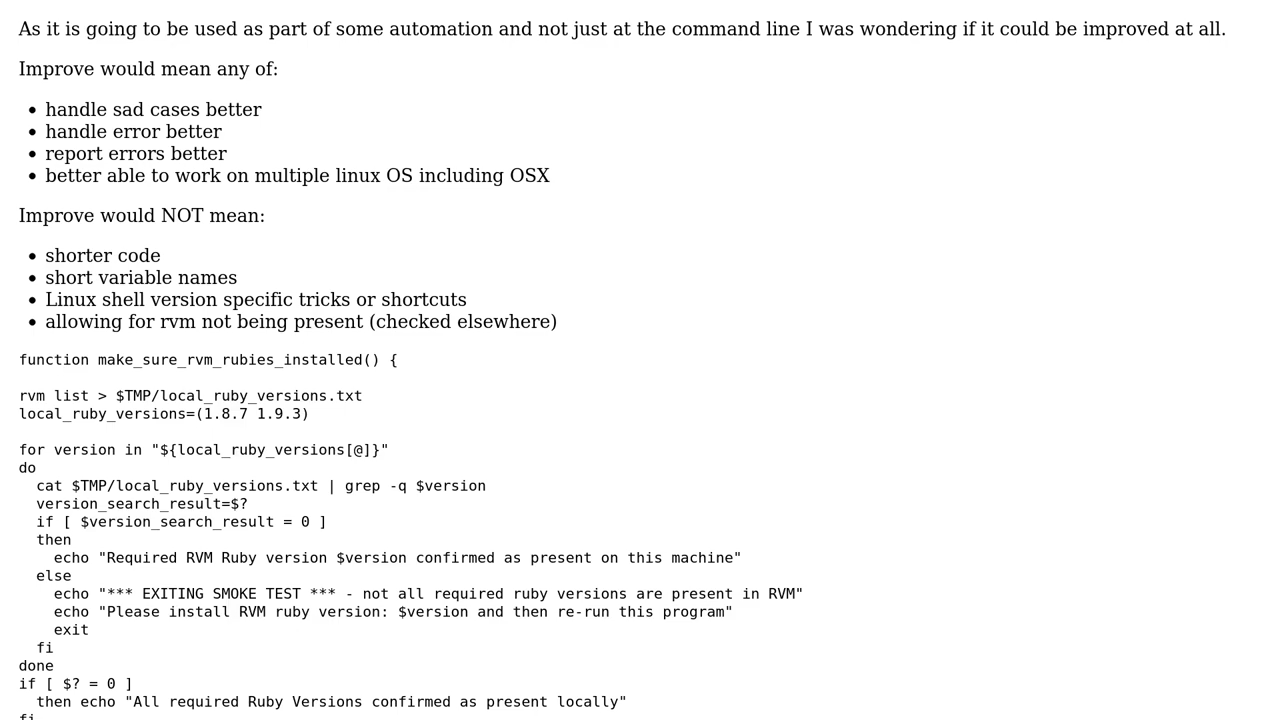 As it is going to be used as part of some automation and not just at the command line I was wondering if it could be improved at all.
Improve would mean any of:
• handle sad cases better
• handle error better
• report errors better
• better able to work on multiple linux OS including OSX
Improve would NOT mean:
• shorter code
• short variable names
• Linux shell version specific tricks or shortcuts
• allowing for rvm not being present (checked elsewhere)
function make_sure_rvm_rubies_installed() {
rvm list > $TMP/local_ruby_versions.txt
local_ruby_versions=(1.8.7 1.9.3)
for version in "${local_ruby_versions[@]}"
do
  cat $TMP/local_ruby_versions.txt | grep -q $version
  version_search_result=$?
  if [ $version_search_result = 0 ]
  then
    echo "Required RVM Ruby version $version confirmed as present on this machine"
  else
    echo "*** EXITING SMOKE TEST *** - not all required ruby versions are present in RVM"
    echo "Please install RVM ruby version: $version and then re-run this program"
    exit
  fi
done
if [ $? = 0 ]
  then echo "All required Ruby Versions confirmed as present locally"
fi